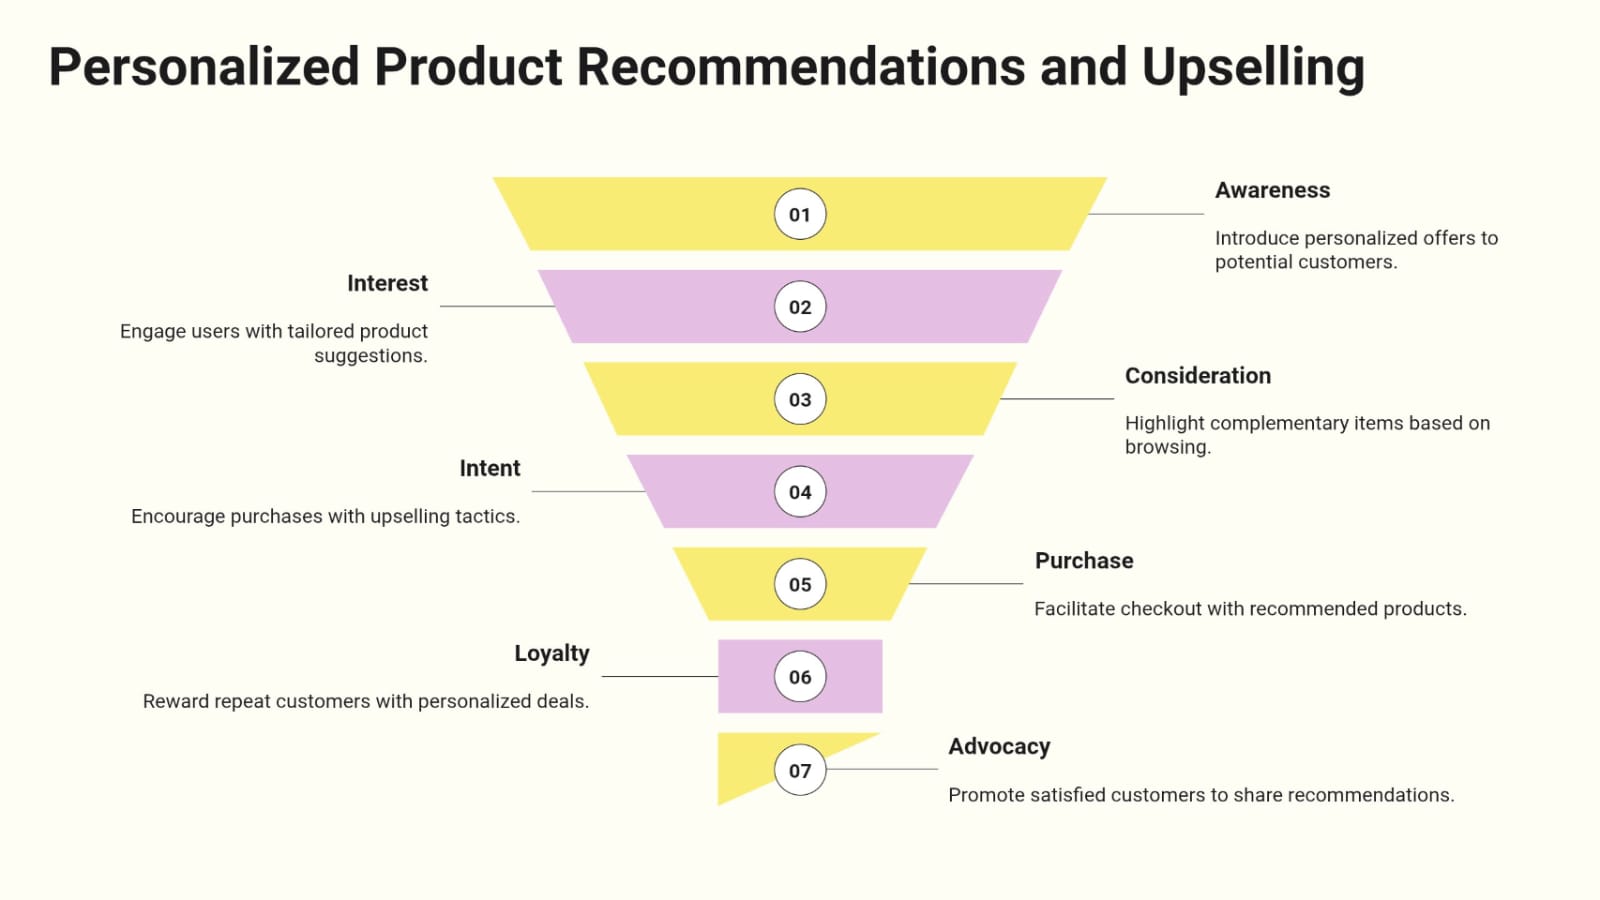 Personalized Product Recommendations and Upselling
01
Awareness
Introduce personalized offers to
potential customers.
02
Interest
Engage users with tailored product
suggestions.
03
Consideration
Highlight complementary items based on
browsing.
04
Intent
Encourage purchases with upselling tactics.
05
Purchase
Facilitate checkout with recommended products.
06
Loyalty
Reward repeat customers with personalized deals.
07
Advocacy
Promote satisfied customers to share recommendations.